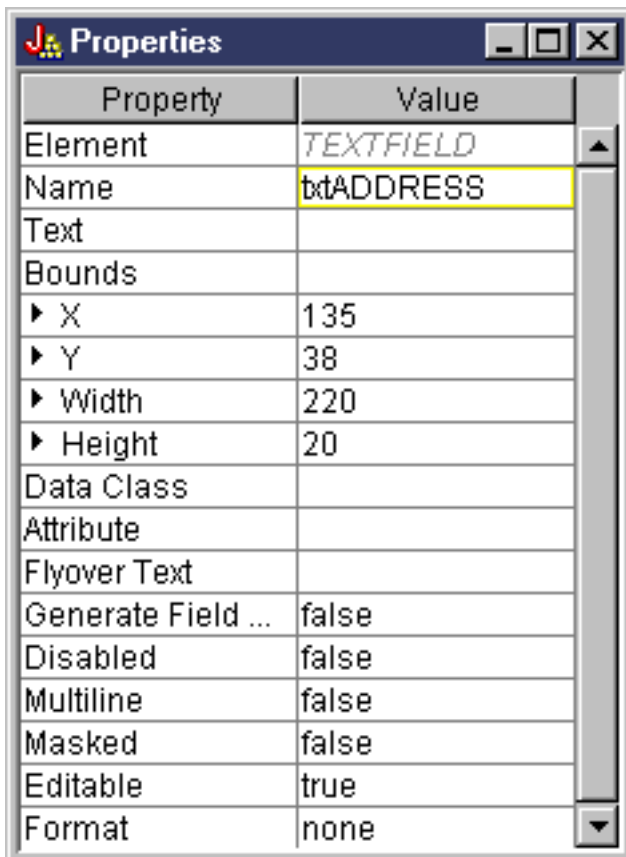 Properties
Property Value
Element TEXTFIELD
Name txtADDRESS
Text
Bounds
X 135
Y 38
Width 220
Height 20
Data Class
Attribute
Flyover Text
Generate Field ... false
Disabled false
Multiline false
Masked false
Editable true
Format none